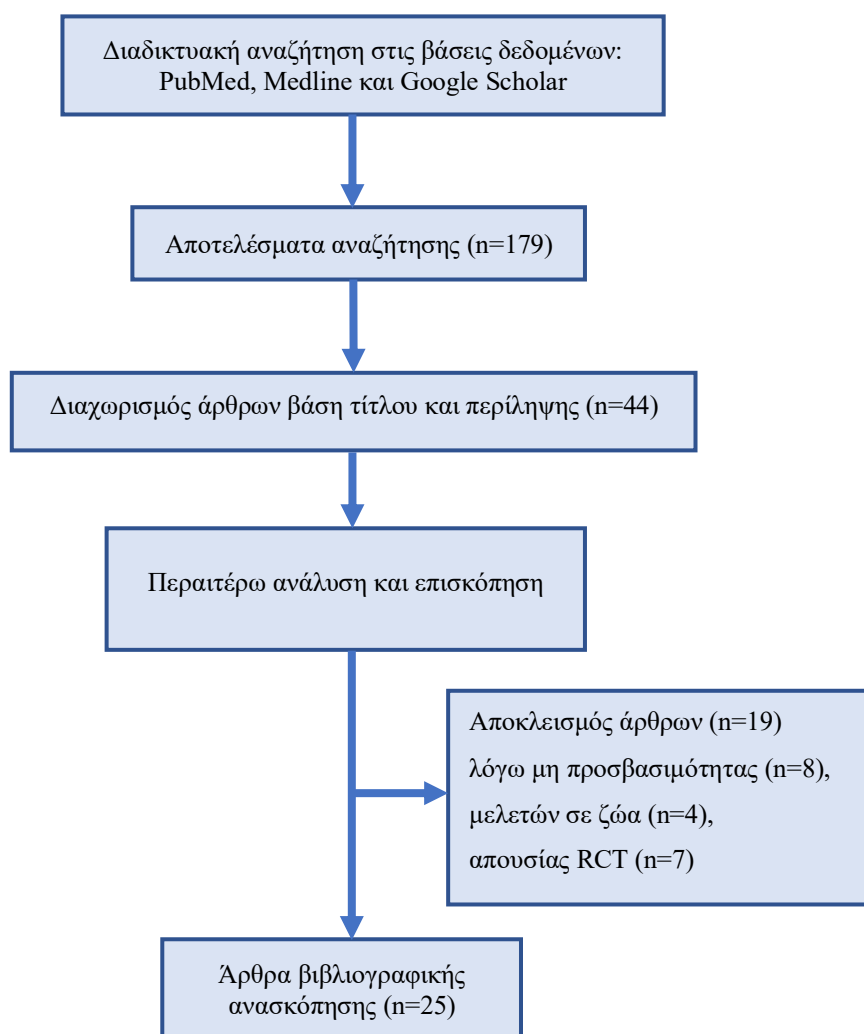 Διαδικτυακή αναζήτηση στις βάσεις δεδομένων:
PubMed, Medline και Google Scholar
Αποτελέσματα αναζήτησης (n=179)
Διαχωρισμός άρθρων βάση τίτλου και περίληψης (n=44)
Περαιτέρω ανάλυση και επισκόπηση
Αποκλεισμός άρθρων (n=19)
λόγω μη προσβασιμότητας (n=8),
μελετών σε ζώα (n=4),
απουσίας RCT (n=7)
Άρθρα βιβλιογραφικής
ανασκόπησης (n=25)